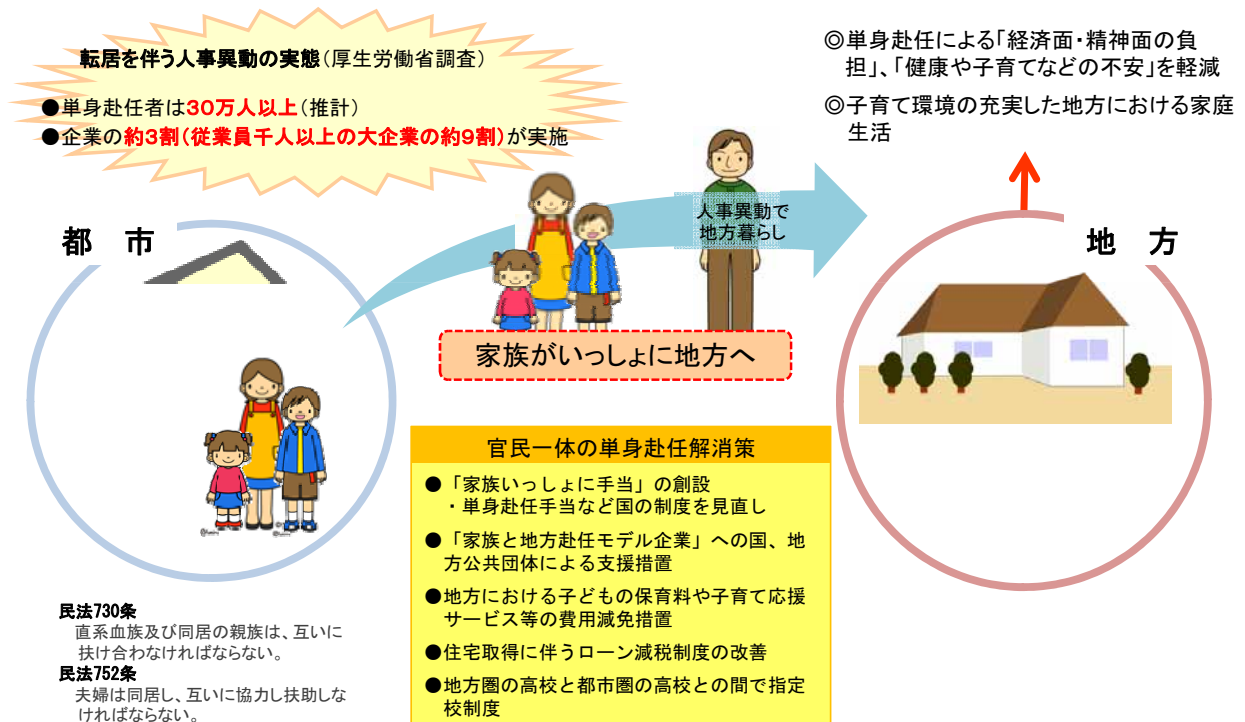 転居を伴う人事異動の実態(厚生労働省調査)
●単身赴任者は30万人以上(推計)
●企業の約3割(従業員千人以上の大企業の約9割)が実施
◎単身赴任による「経済面・精神面の負
担」、「健康や子育てなどの不安」を軽減
◎子育て環境の充実した地方における家庭
生活
都 市
人事異動で
地方暮らし
地 方
家族がいっしょに地方へ
官民一体の単身赴任解消策
●「家族いっしょに手当」の創設
・単身赴任手当など国の制度を見直し
●「家族と地方赴任モデル企業」への国、地
方公共団体による支援措置
●地方における子どもの保育料や子育て応援
サービス等の費用減免措置
●住宅取得に伴うローン減税制度の改善
●地方圏の高校と都市圏の高校との間で指定
校制度
民法730条
直系血族及び同居の親族は、互いに
扶け合わなければならない。
民法752条
夫婦は同居し、互いに協力し扶助しな
ければならない。